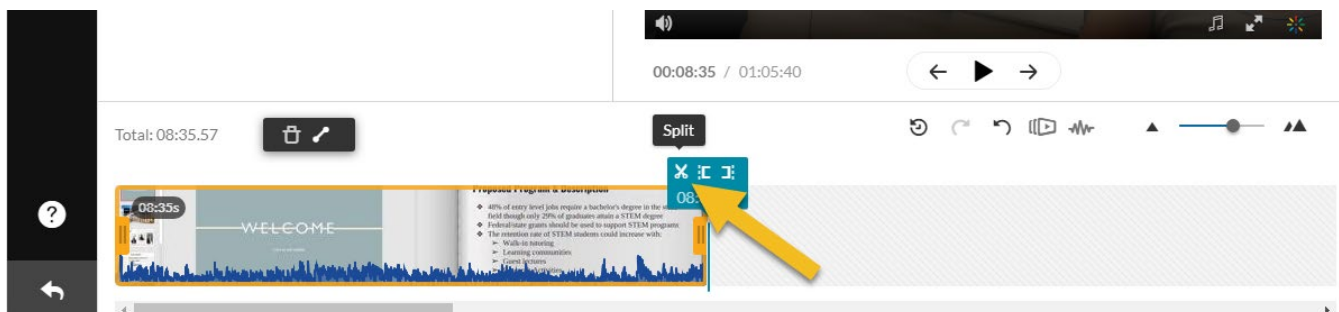 00:08:35 / 01:05:40
Total: 08:35.57
Split
08:
08:35s
WELCOME
Proposed Program & Description
48% of entry level jobs require a bachelor's degree in the
field though only 29% of graduates attain a STEM degree
Federal/state grants should be used to support STEM programs
The retention rate of STEM students could increase with:
Walk-in tutoring
Learning communities
Guest lectures
Activities
?